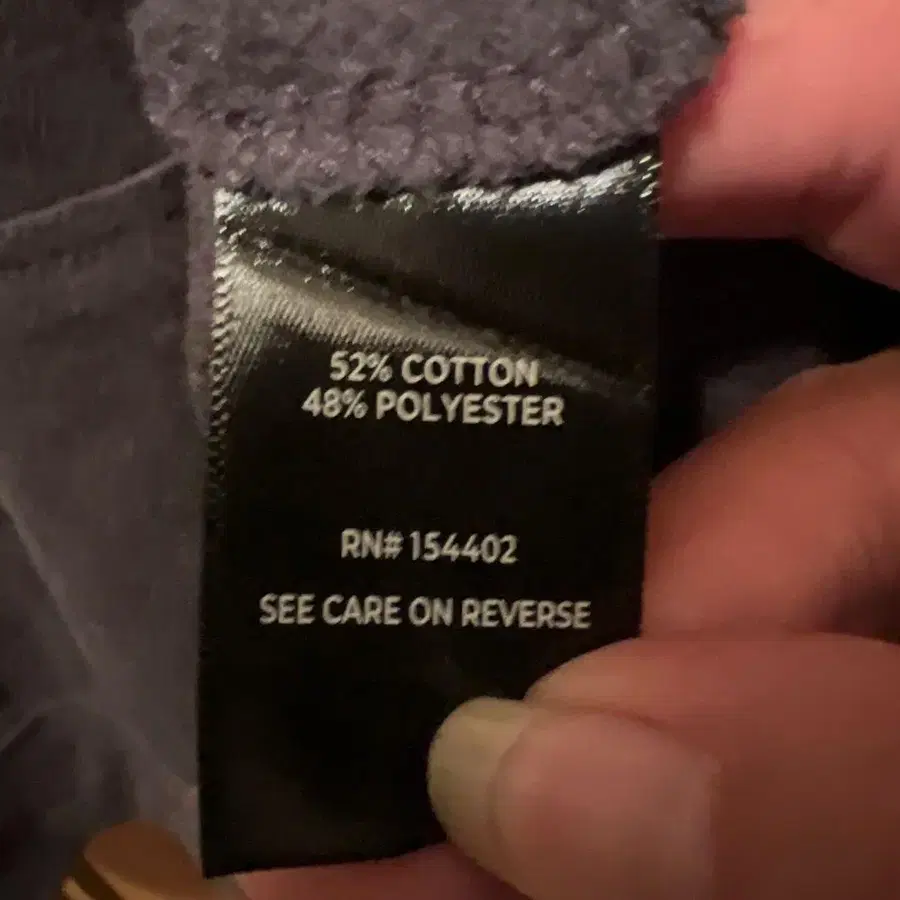 52% COTTON
48% POLYESTER
RN# 154402
SEE CARE ON REVERSE